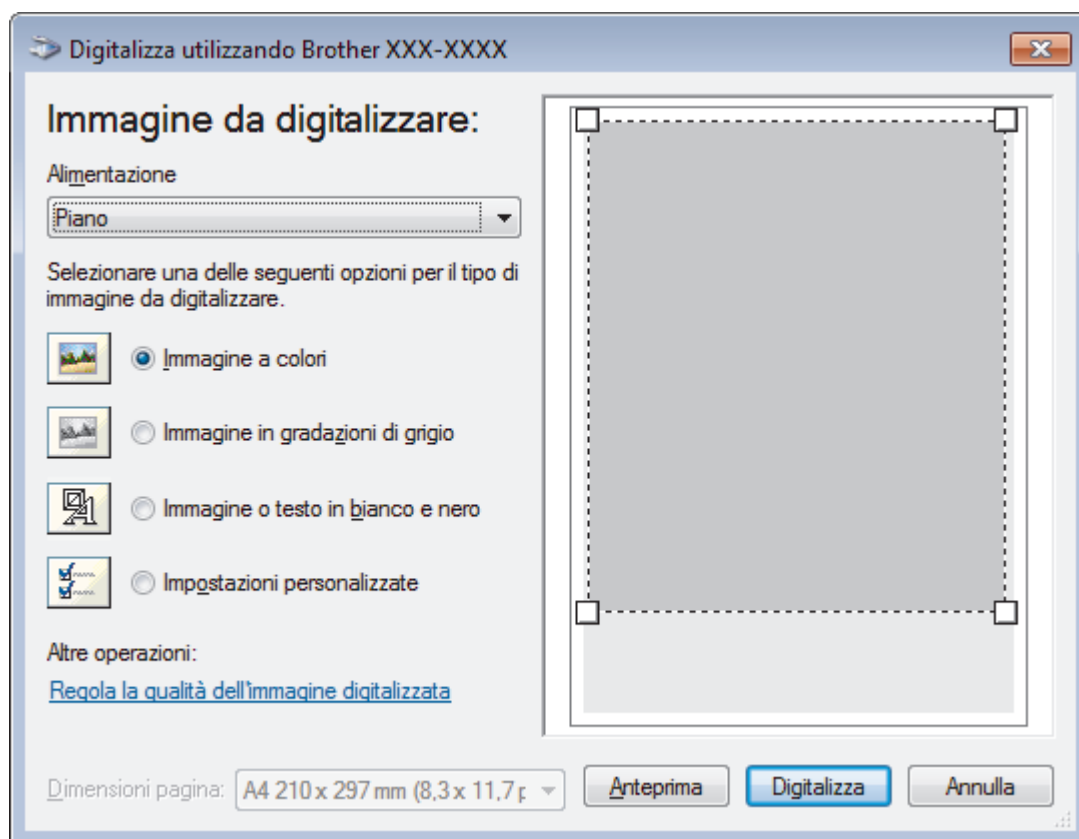 Digitalizza utilizzando Brother XXX-XXXX
Immagine da digitalizzare:
Alimentazione
Piano
Selezionare una delle seguenti opzioni per il tipo di
immagine da digitalizzare.
Immagine a colori
Immagine in gradazioni di grigio
Immagine o testo in bianco e nero
Impostazioni personalizzate
Altre operazioni:
Regola la qualità dell'immagine digitalizzata
Dimensioni pagina: A4 210 x 297 mm (8,3 x 11,7 p Anteprima Digitalizza Annulla